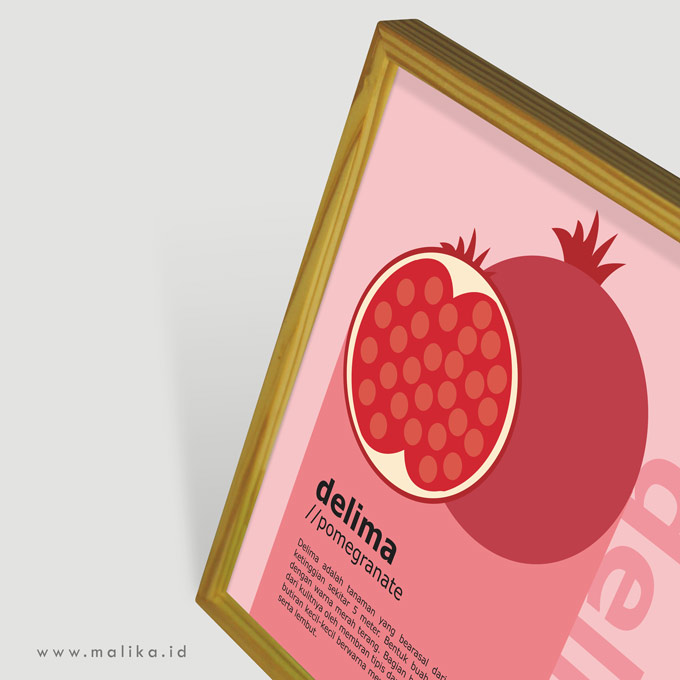 delima
//pomegranate
Delima adalah tanaman yang bearasal dari
ketinggian sekitar 5 meter. Bentuk buah
dengan warna merah terang. Bagian
dari kulitnya oleh membran tipis
butiran kecil-kecil berwarna
serta lembut.
del
www.malika.id